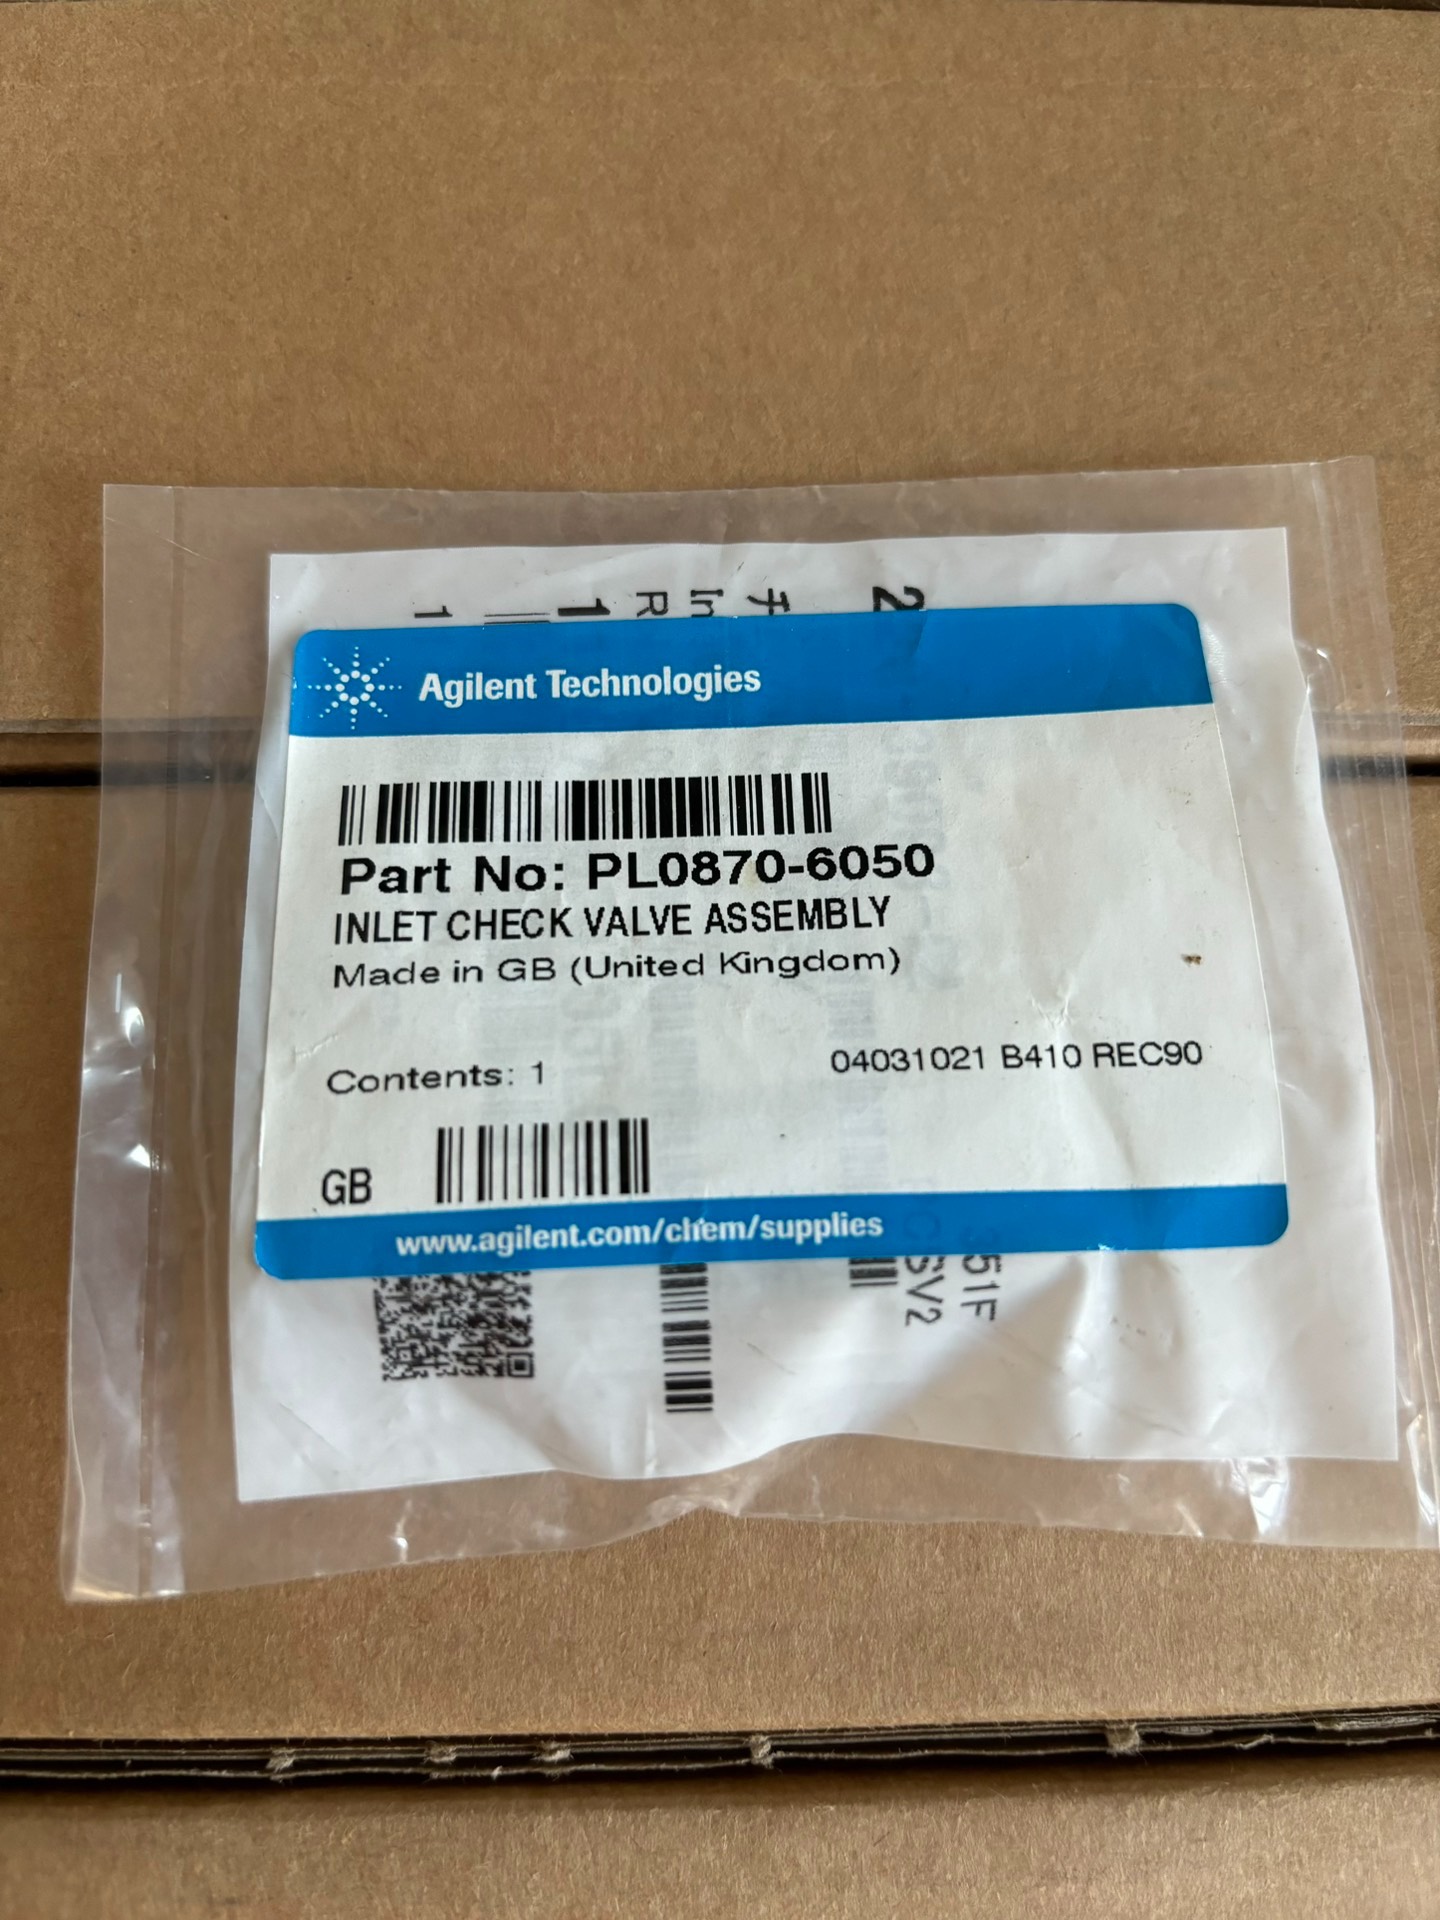 Agilent Technologies
Part No: PL0870-6050
INLET CHECK VALVE ASSEMBLY
Made in GB (United Kingdom)
Contents: 1
04031021 B410 REC90
GB
www.agilent.com/chem/supplies